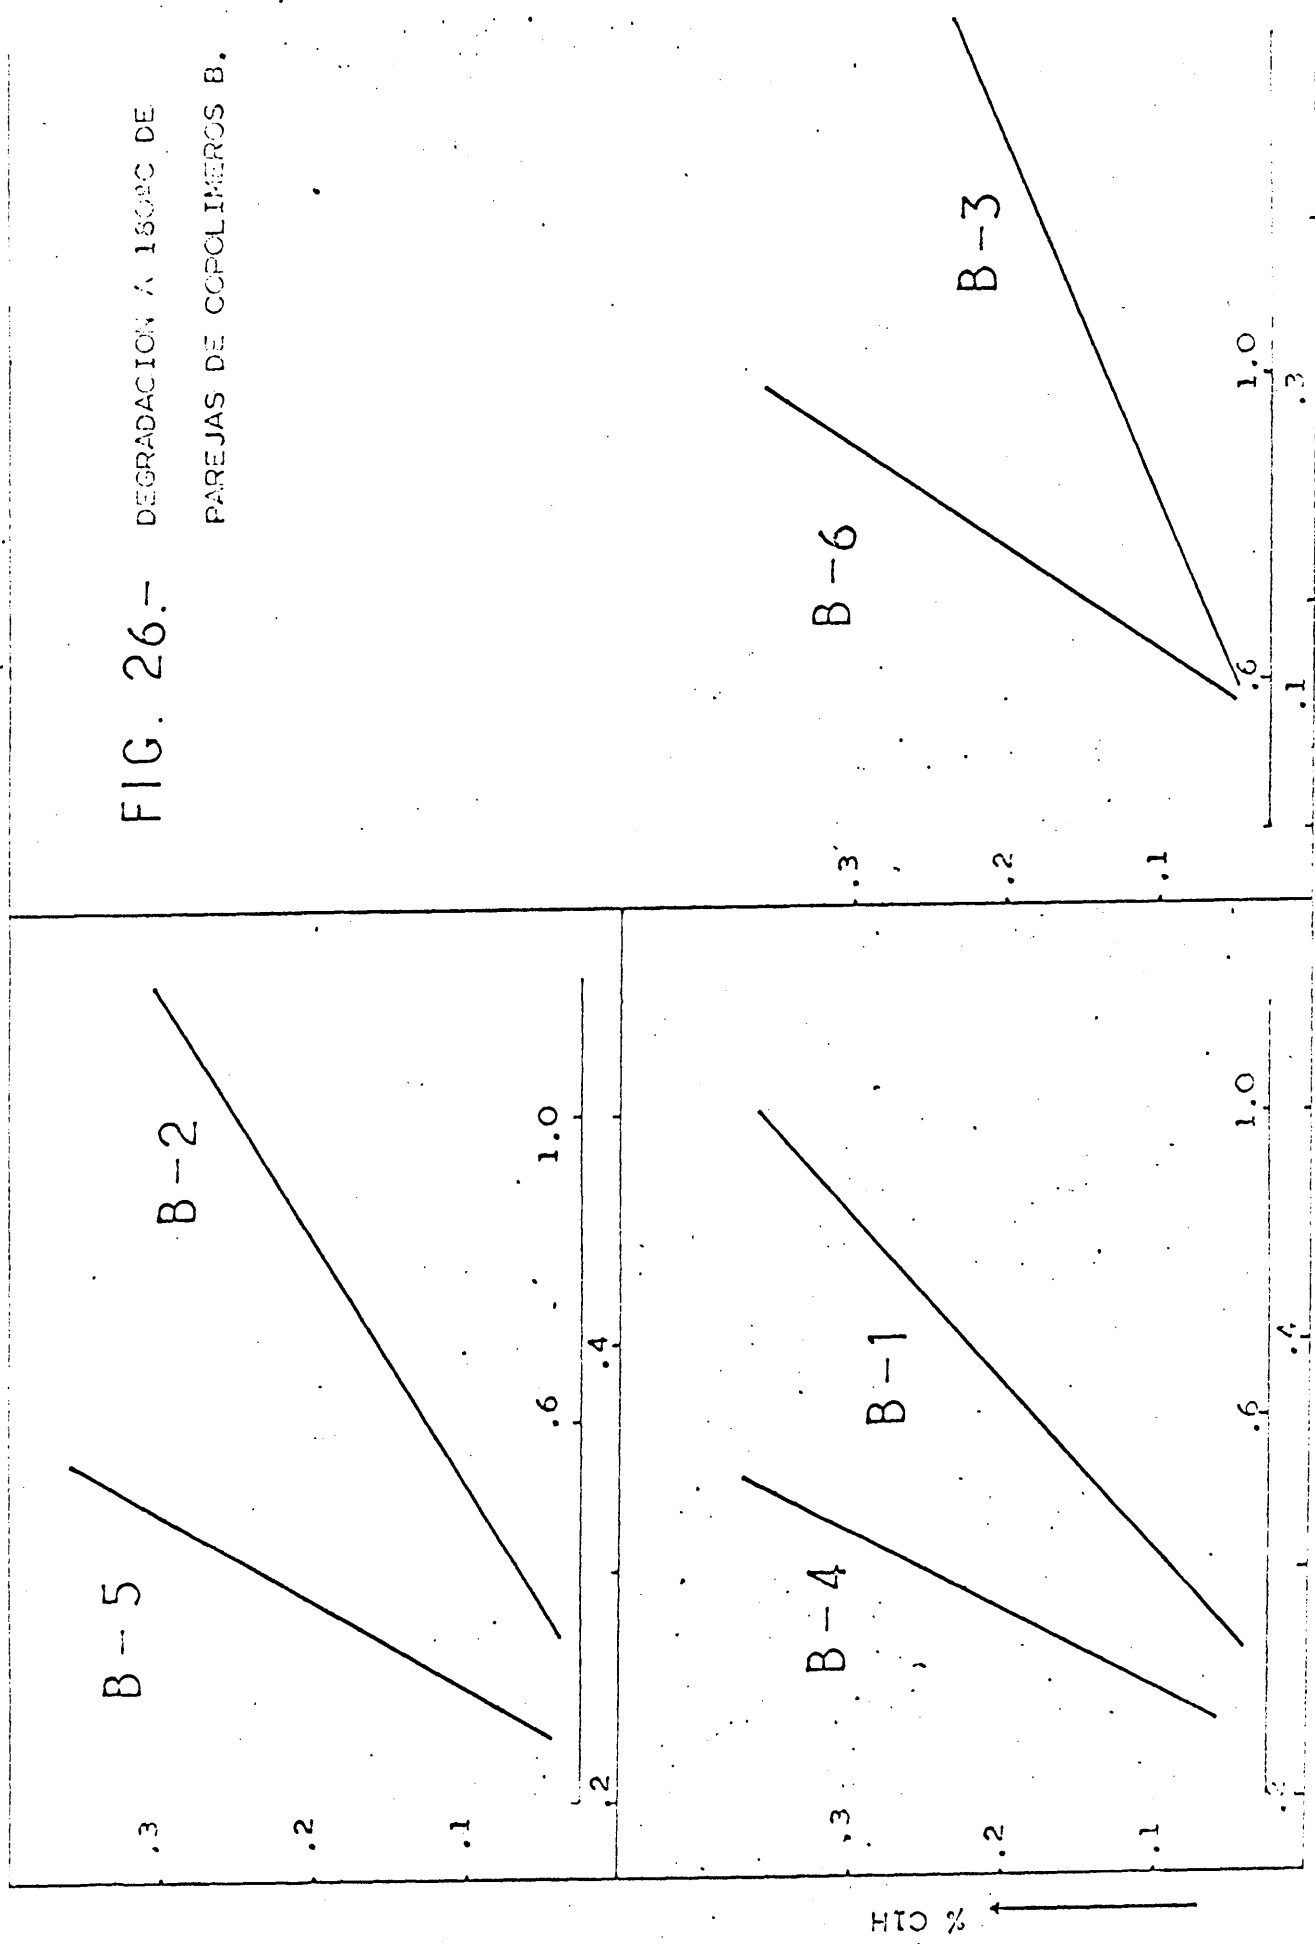 FIG. 26.- DEGRADACION A 180ºC DE
PAREJAS DE COPOLIMEROS B.
B-5
B-2
.3
.2
.1
.6
1.0
.2
.4
B-4
B-1
.3
.2
.1
.6
1.0
.4
% ClH
B-6
B-3
.3
.2
.1
.6
1.0
.1
.3